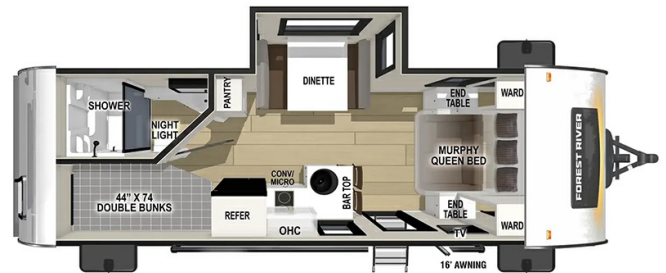 SHOWER
NIGHT
LIGHT
PANTRY
DINETTE
END
TABLE
WARD
MURPHY
QUEEN BED
FOREST RIVER
44" X 74
DOUBLE BUNKS
REFER
CONV/
MICRO
OHC
BAR TOP
END
TABLE
TV
WARD
16' AWNING